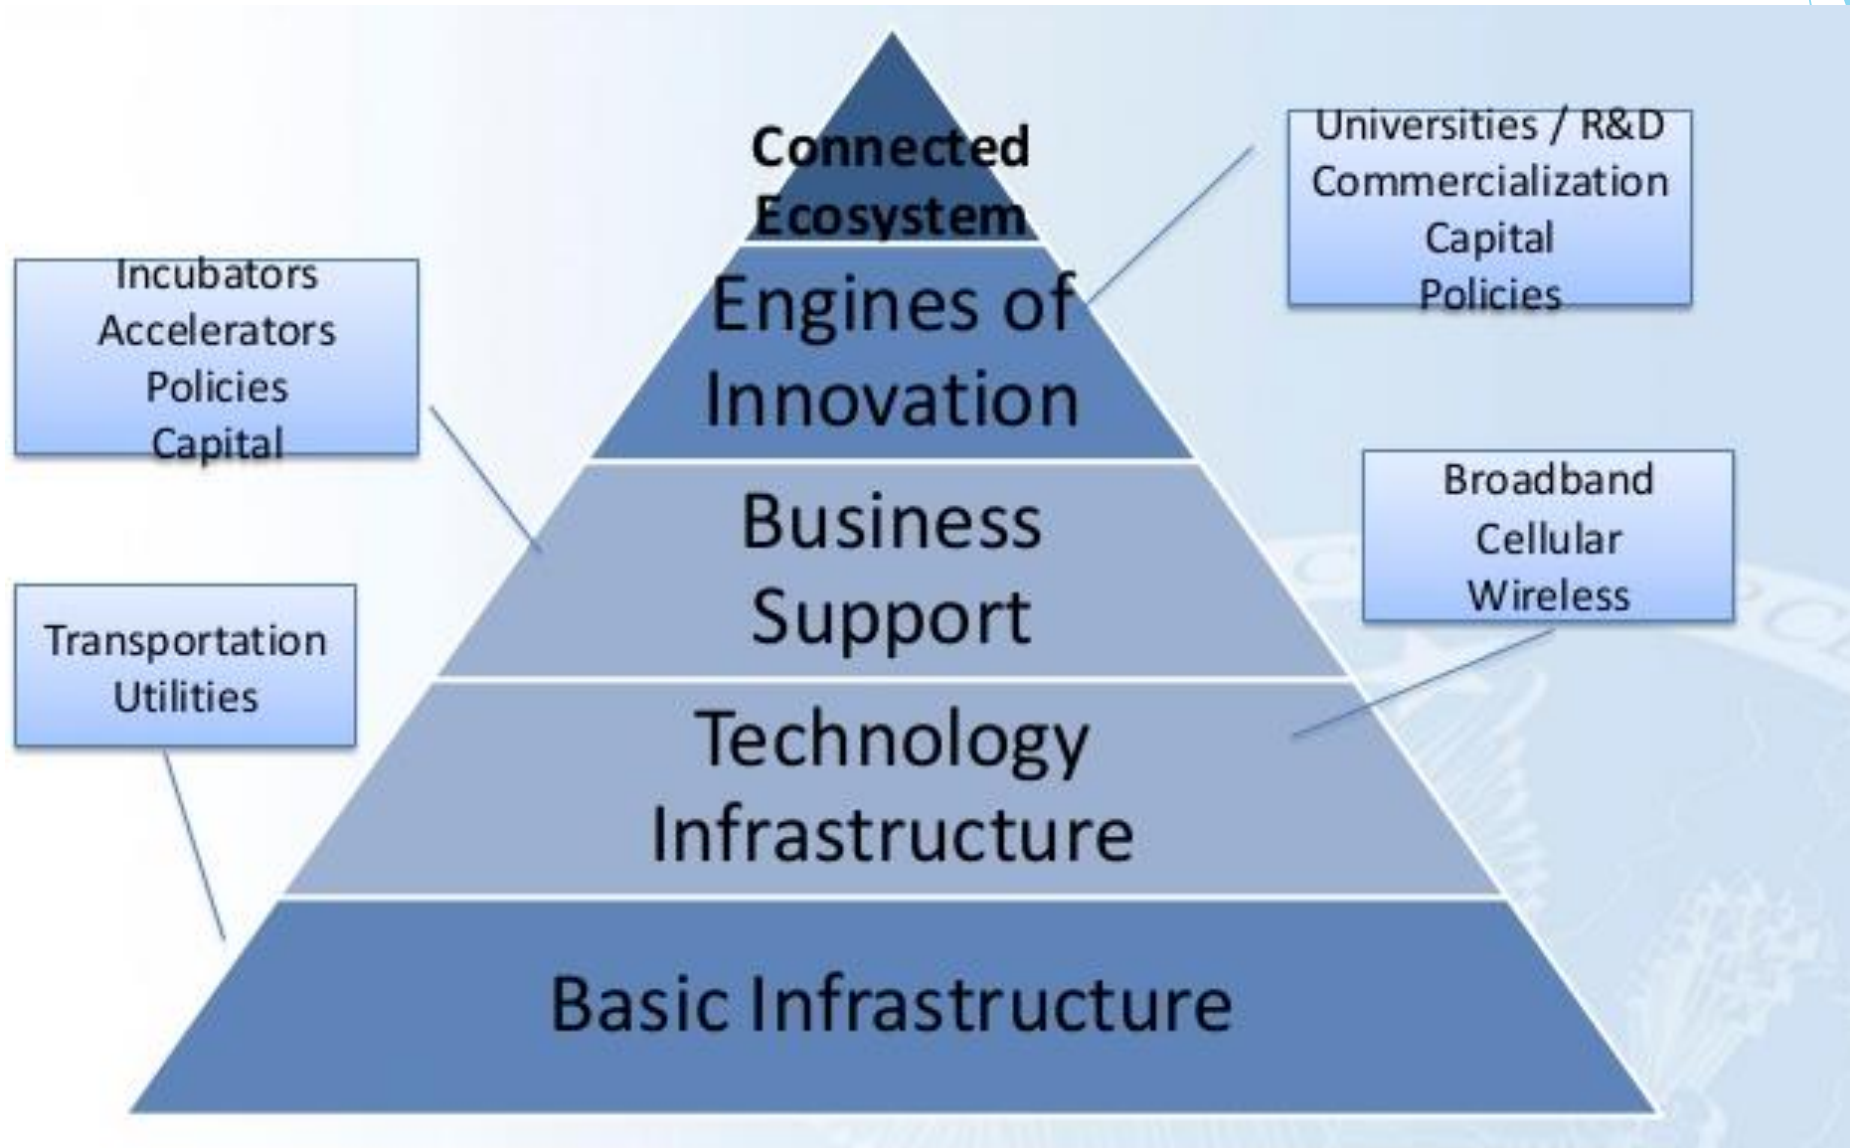 Connected
Ecosystem
Engines of
Innovation
Business
Support
Technology
Infrastructure
Basic Infrastructure
Universities / R&D
Commercialization
Capital
Policies
Incubators
Accelerators
Policies
Capital
Broadband
Cellular
Wireless
Transportation
Utilities